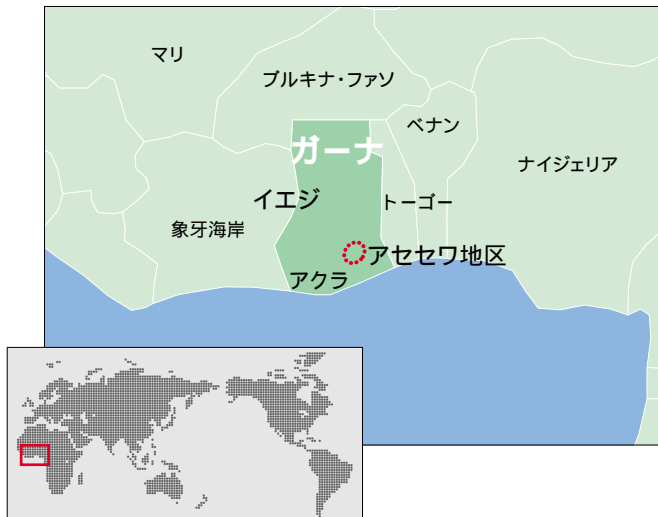 マリ
ブルキナ・ファソ
ベナン
ガーナ
ナイジェリア
イエジ
トーゴー
象牙海岸
アセセワ地区
アクラ